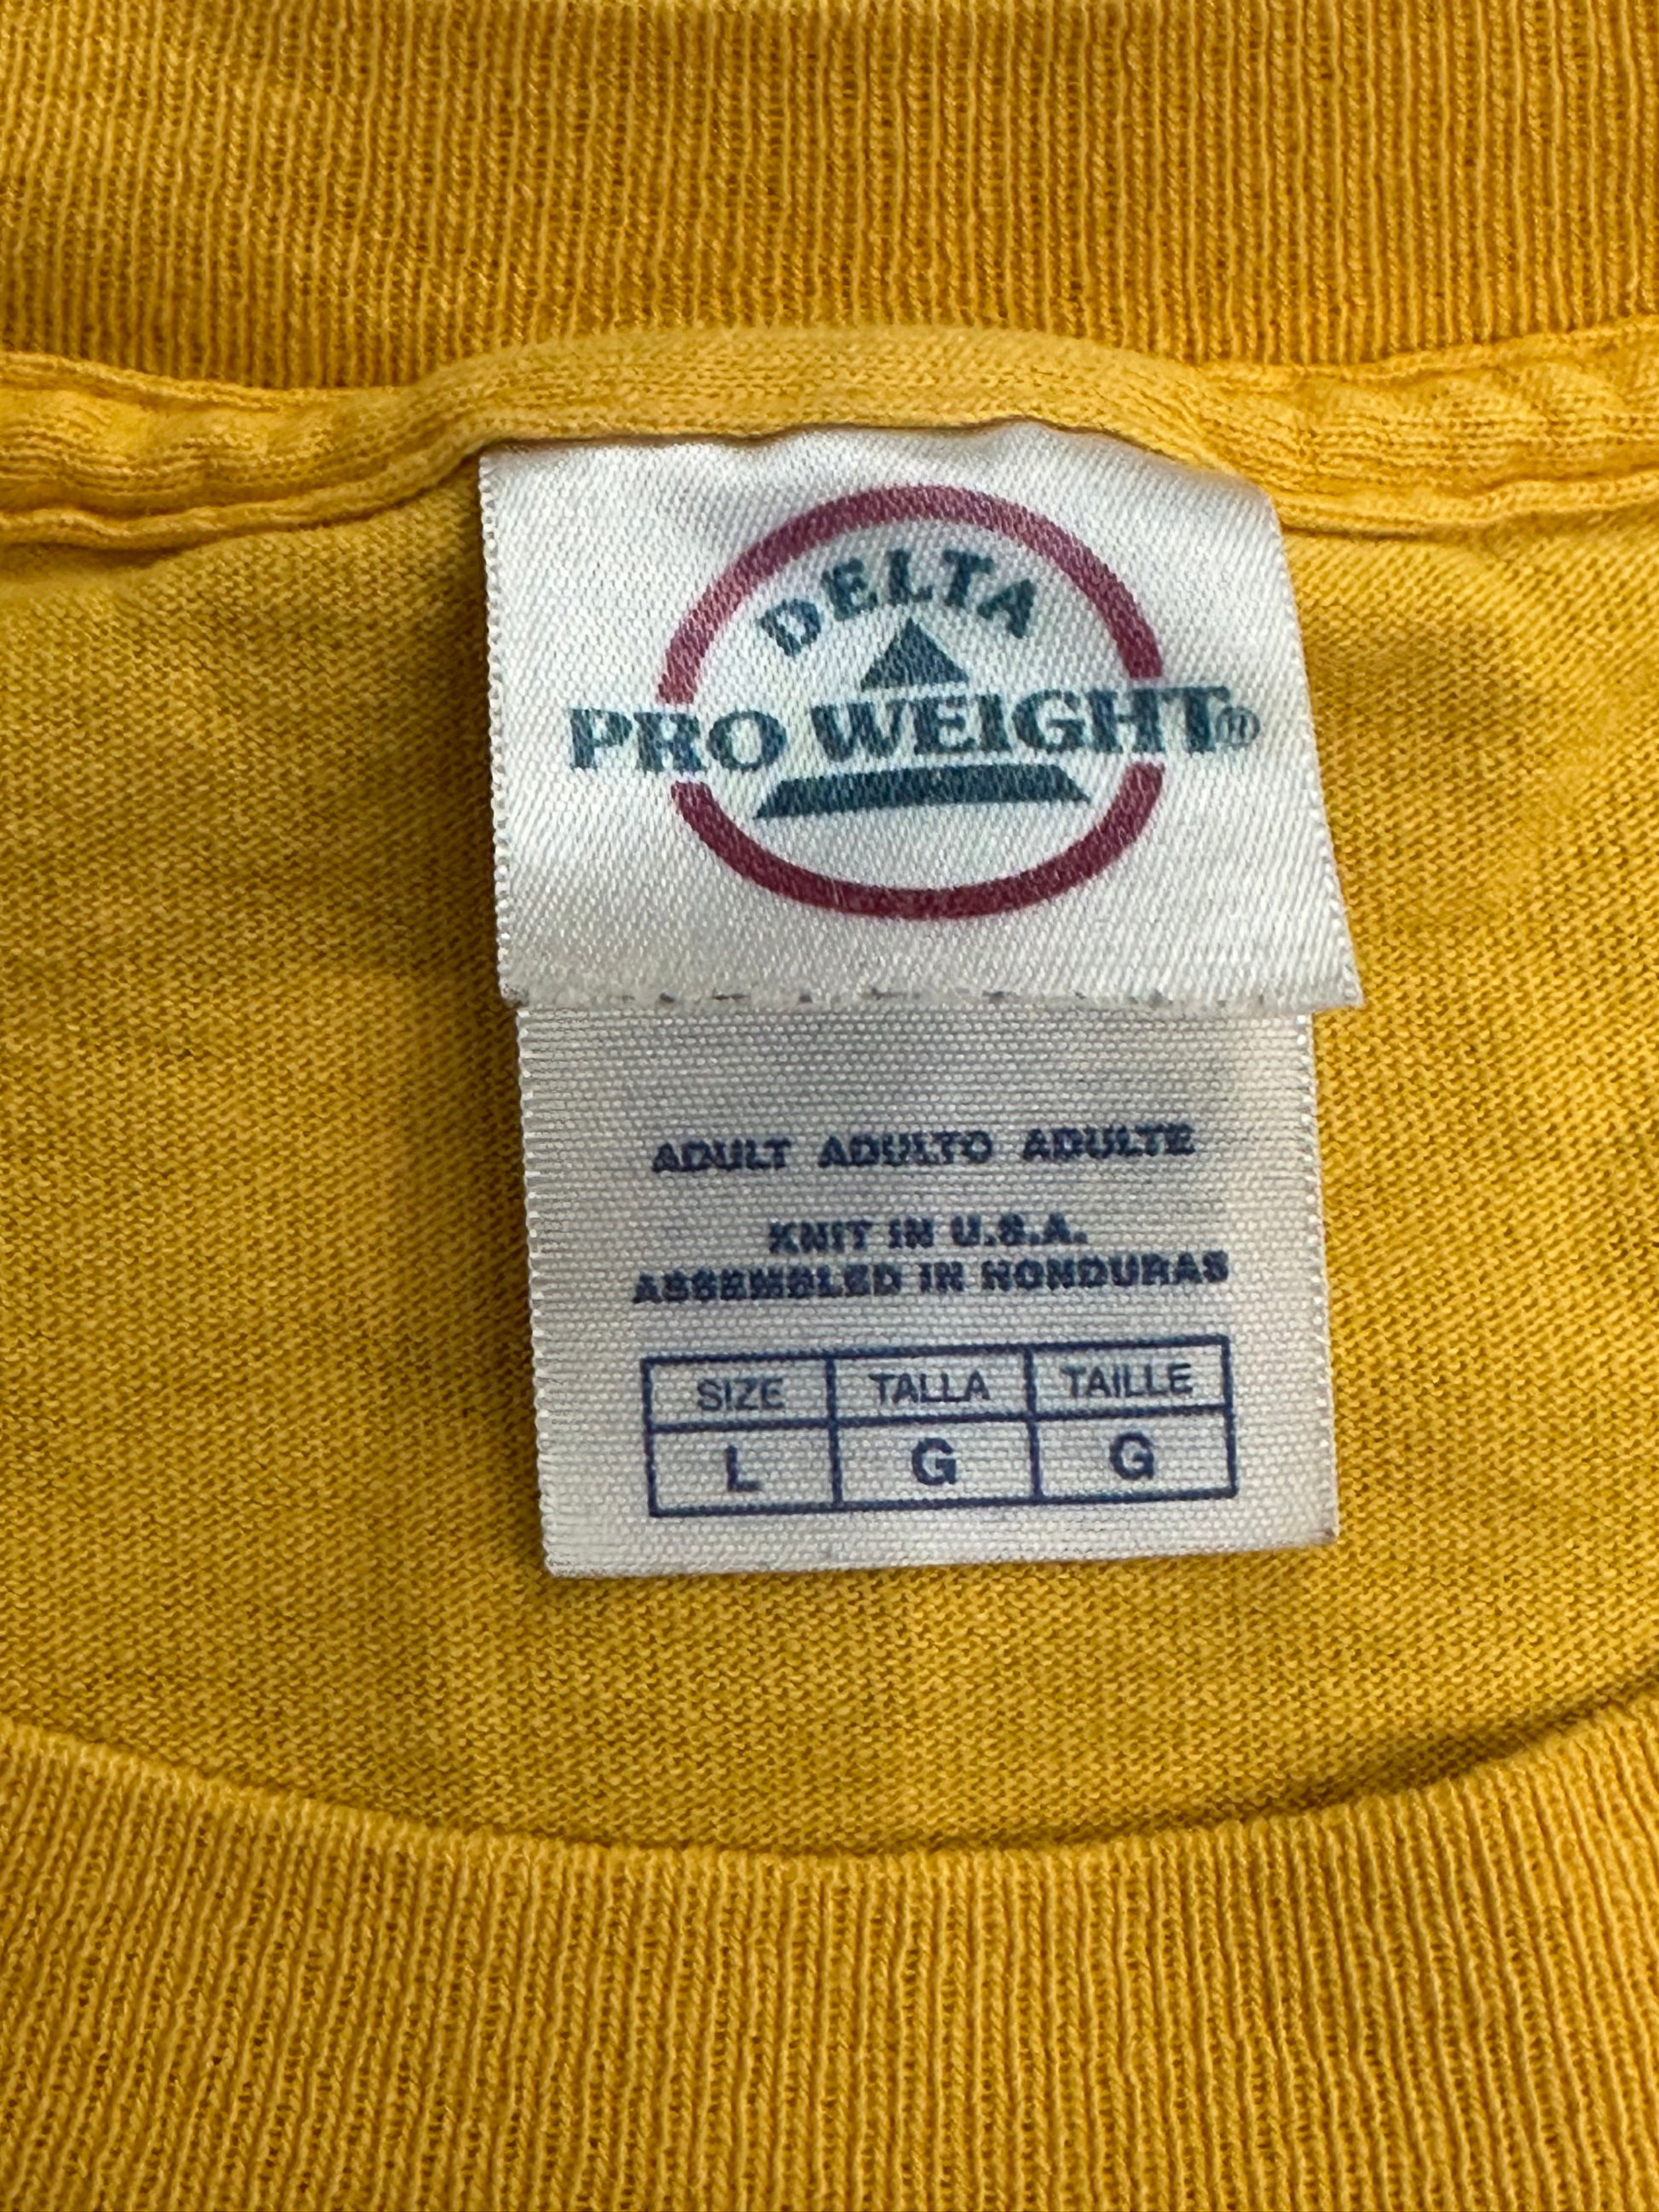 DELTA
PRO WEIGHT®
ADULT ADULTO ADULTE
KNIT IN U.S.A.
ASSEMBLED IN HONDURAS
SIZE TALLA TAILLE
L G G